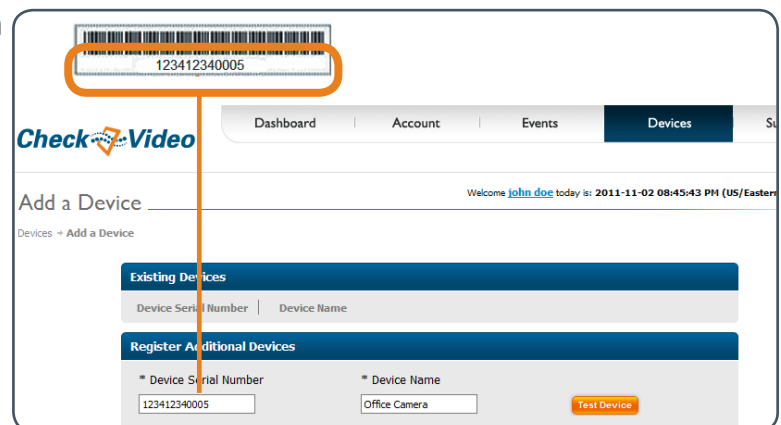 123412340005
Check Video
Dashboard Account Events Devices
Add a Device
Welcome john doe today is: 2011-11-02 08:45:43 PM (US/Eastern
Devices → Add a Device
Existing Devices
Device Serial Number Device Name
Register Additional Devices
* Device Serial Number * Device Name
123412340005 Office Camera Test Device